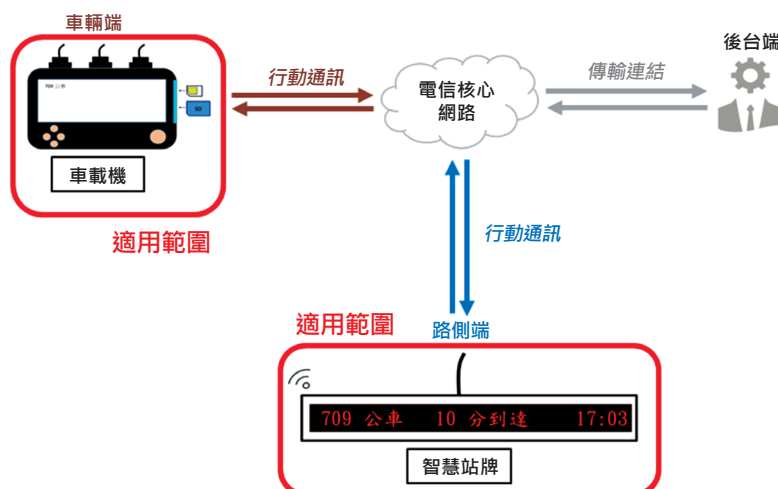 車輛端
709 公車
SD
車載機
適用範圍
行動通訊
電信核心
網路
傳輸連結
後台端
行動通訊
適用範圍
路側端
709 公車 10 分到達 17:03
智慧站牌